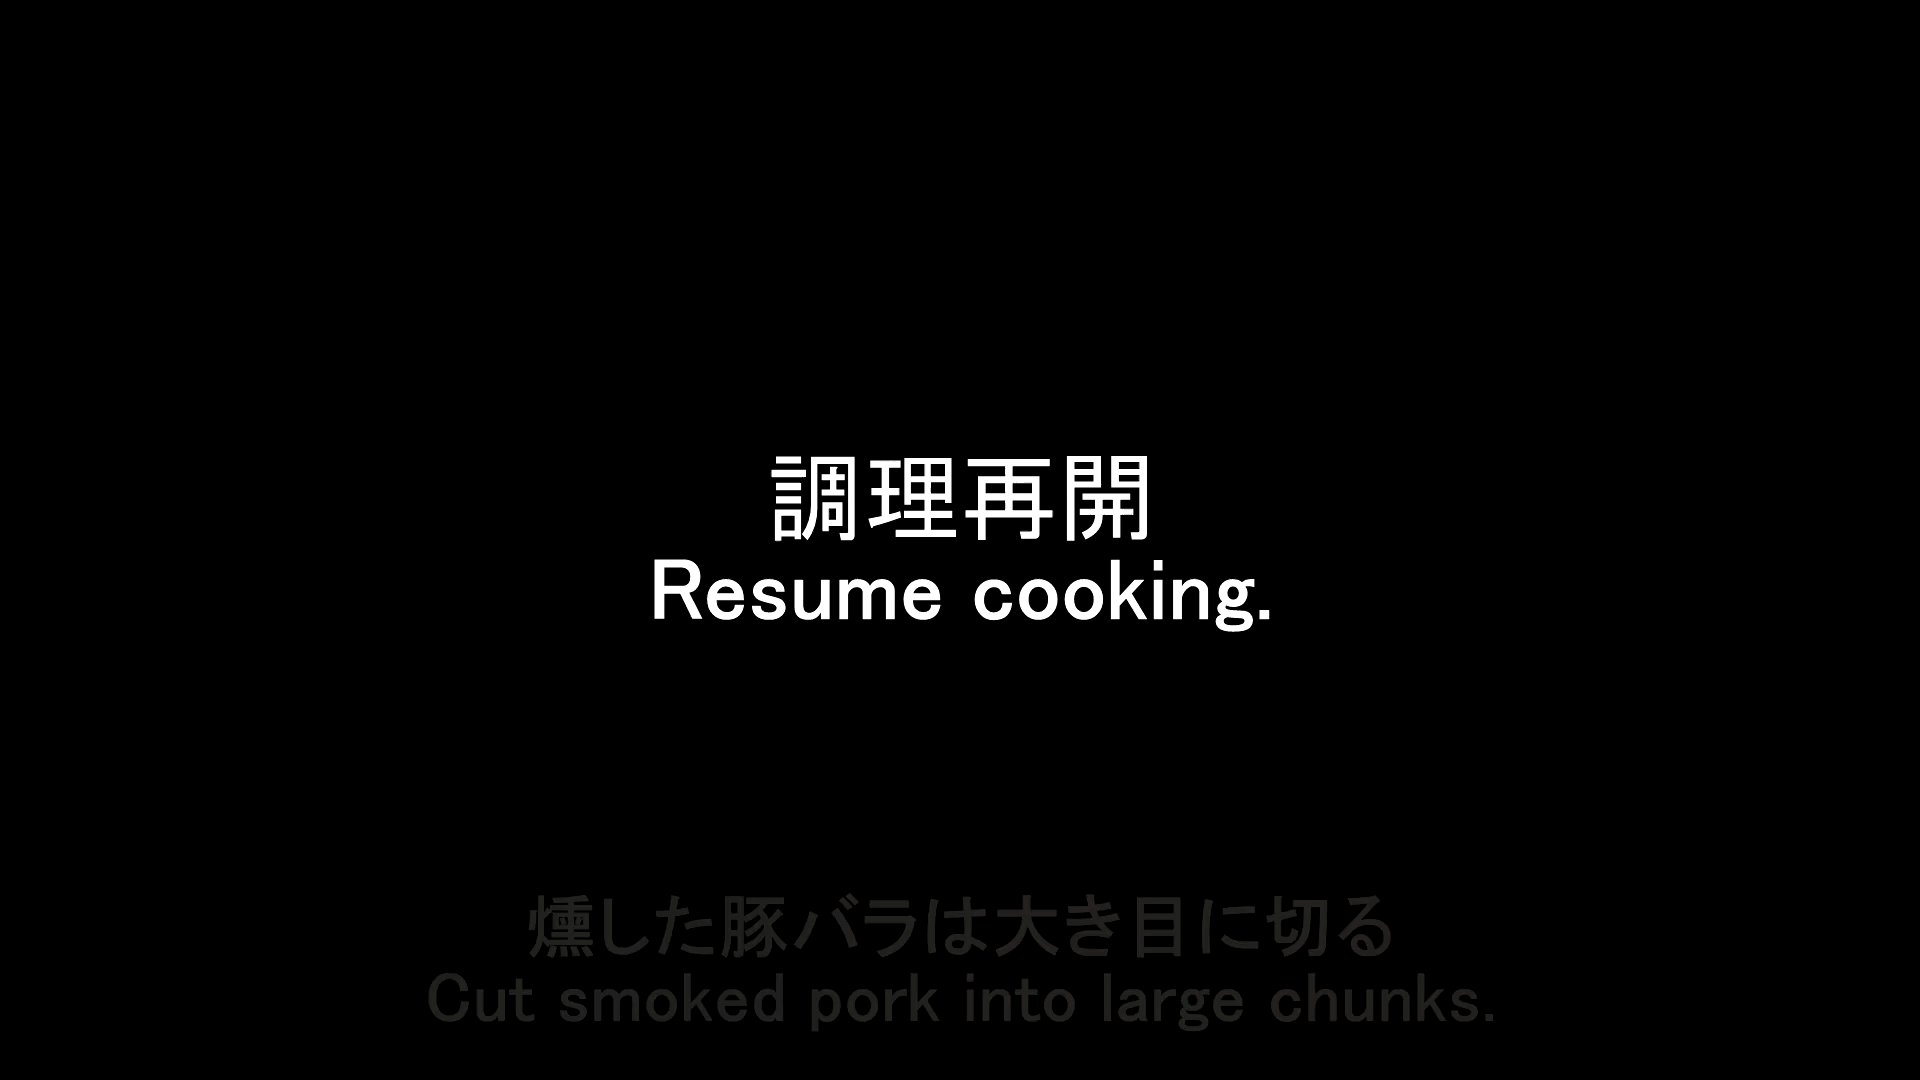 調理再開
Resume cooking.
燻した豚バラは大き目に切る
Cut smoked pork into large chunks.